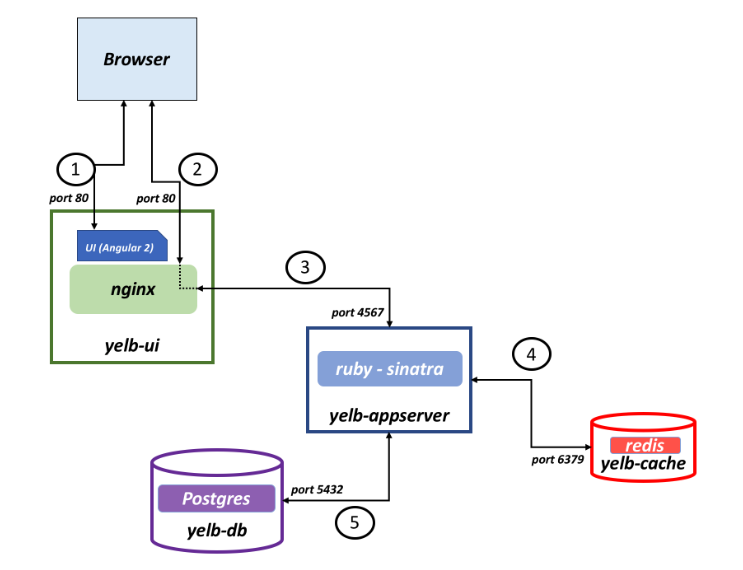 Browser
1
2
port 80
port 80
UI (Angular 2)
nginx
yelb-ui
3
port 4567
ruby - sinatra
yelb-appserver
4
redis
yelb-cache
port 6379
Postgres
yelb-db
port 5432
5